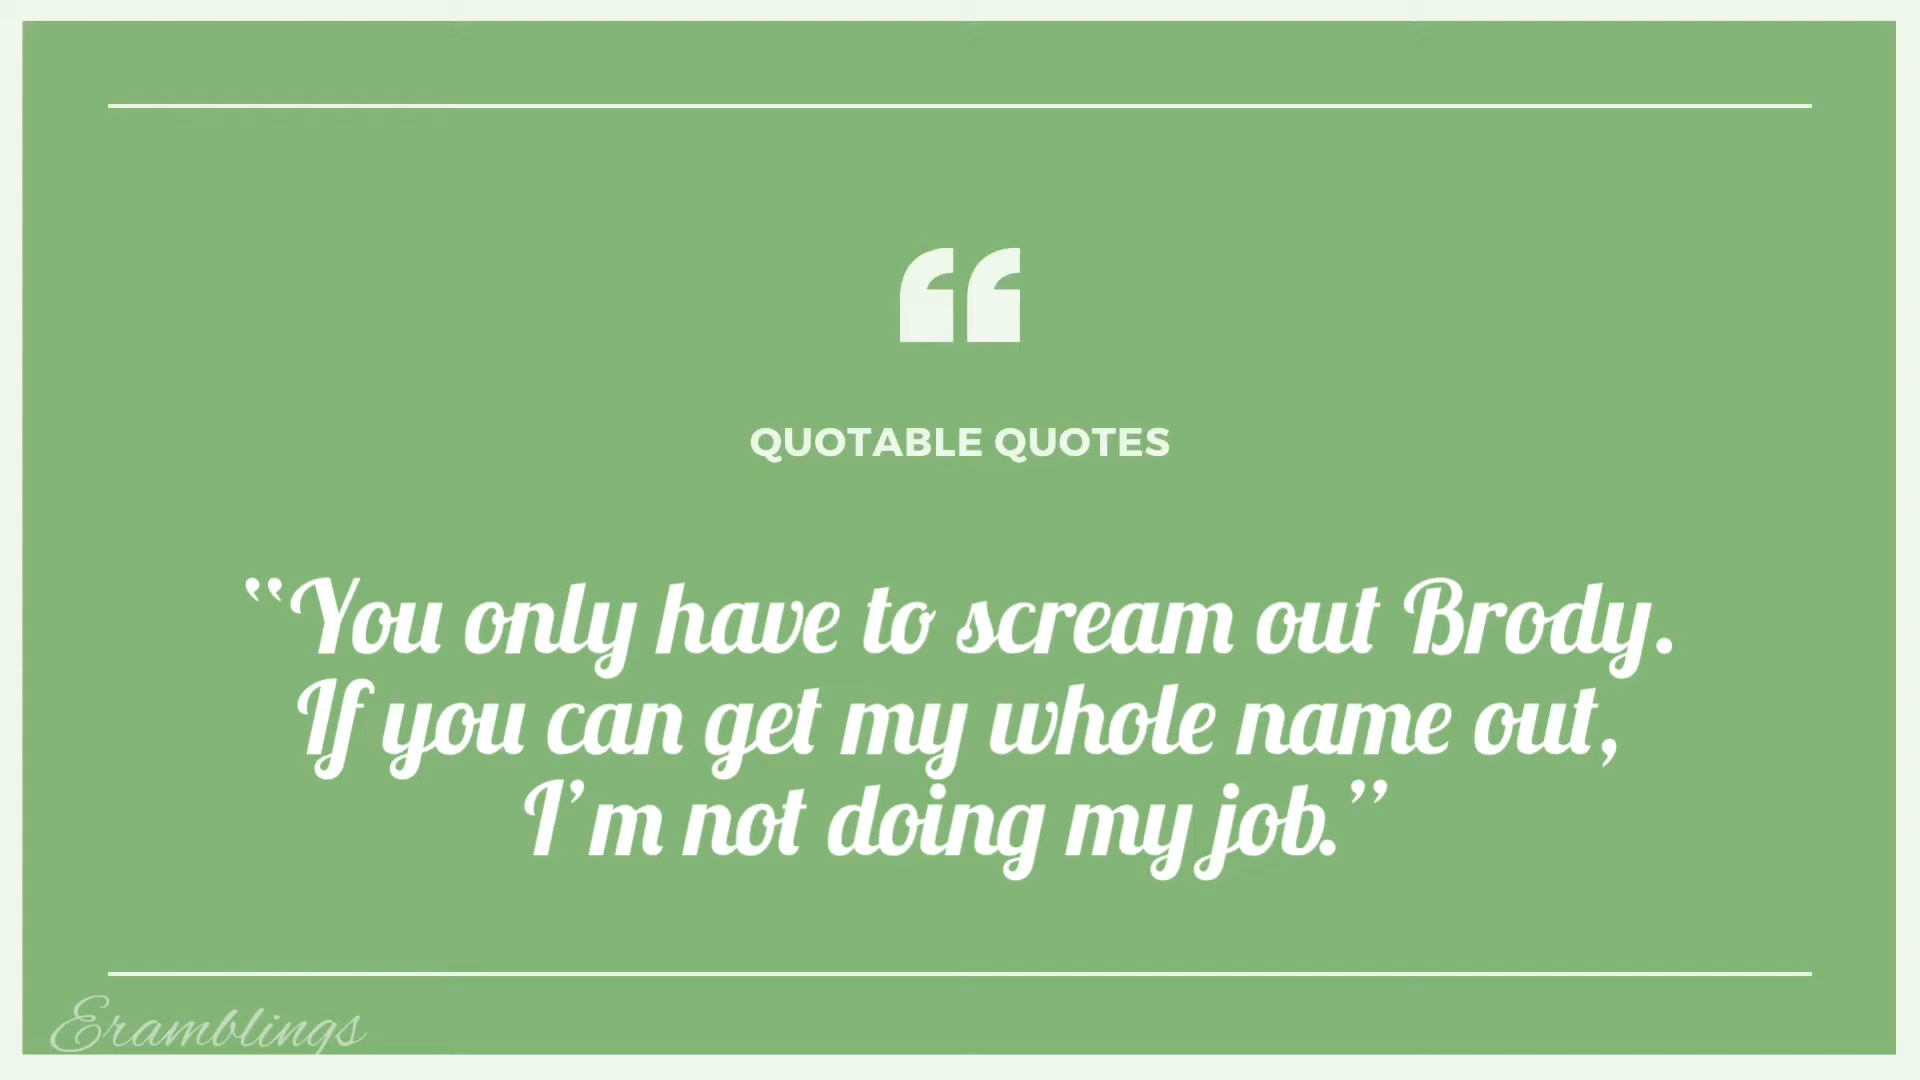 QUOTABLE QUOTES
“You only have to scream out Brody.
If you can get my whole name out,
I’m not doing my job.”
Eramblings